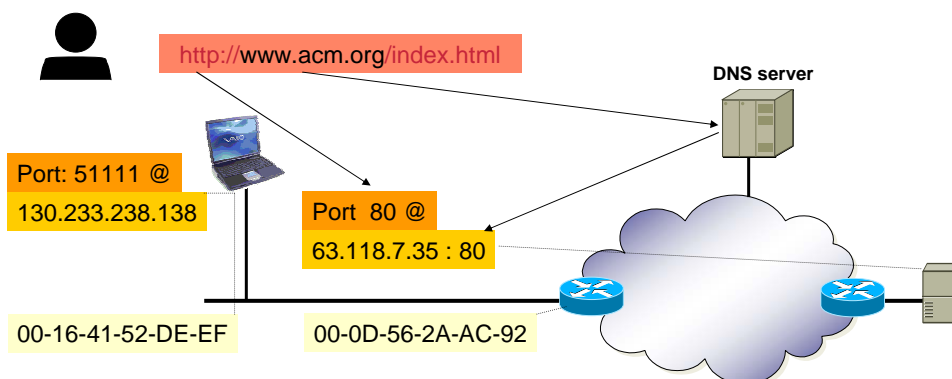 http://www.acm.org/index.html
DNS server
Port: 51111 @
130.233.238.138
Port 80 @
63.118.7.35 : 80
00-16-41-52-DE-EF
00-0D-56-2A-AC-92